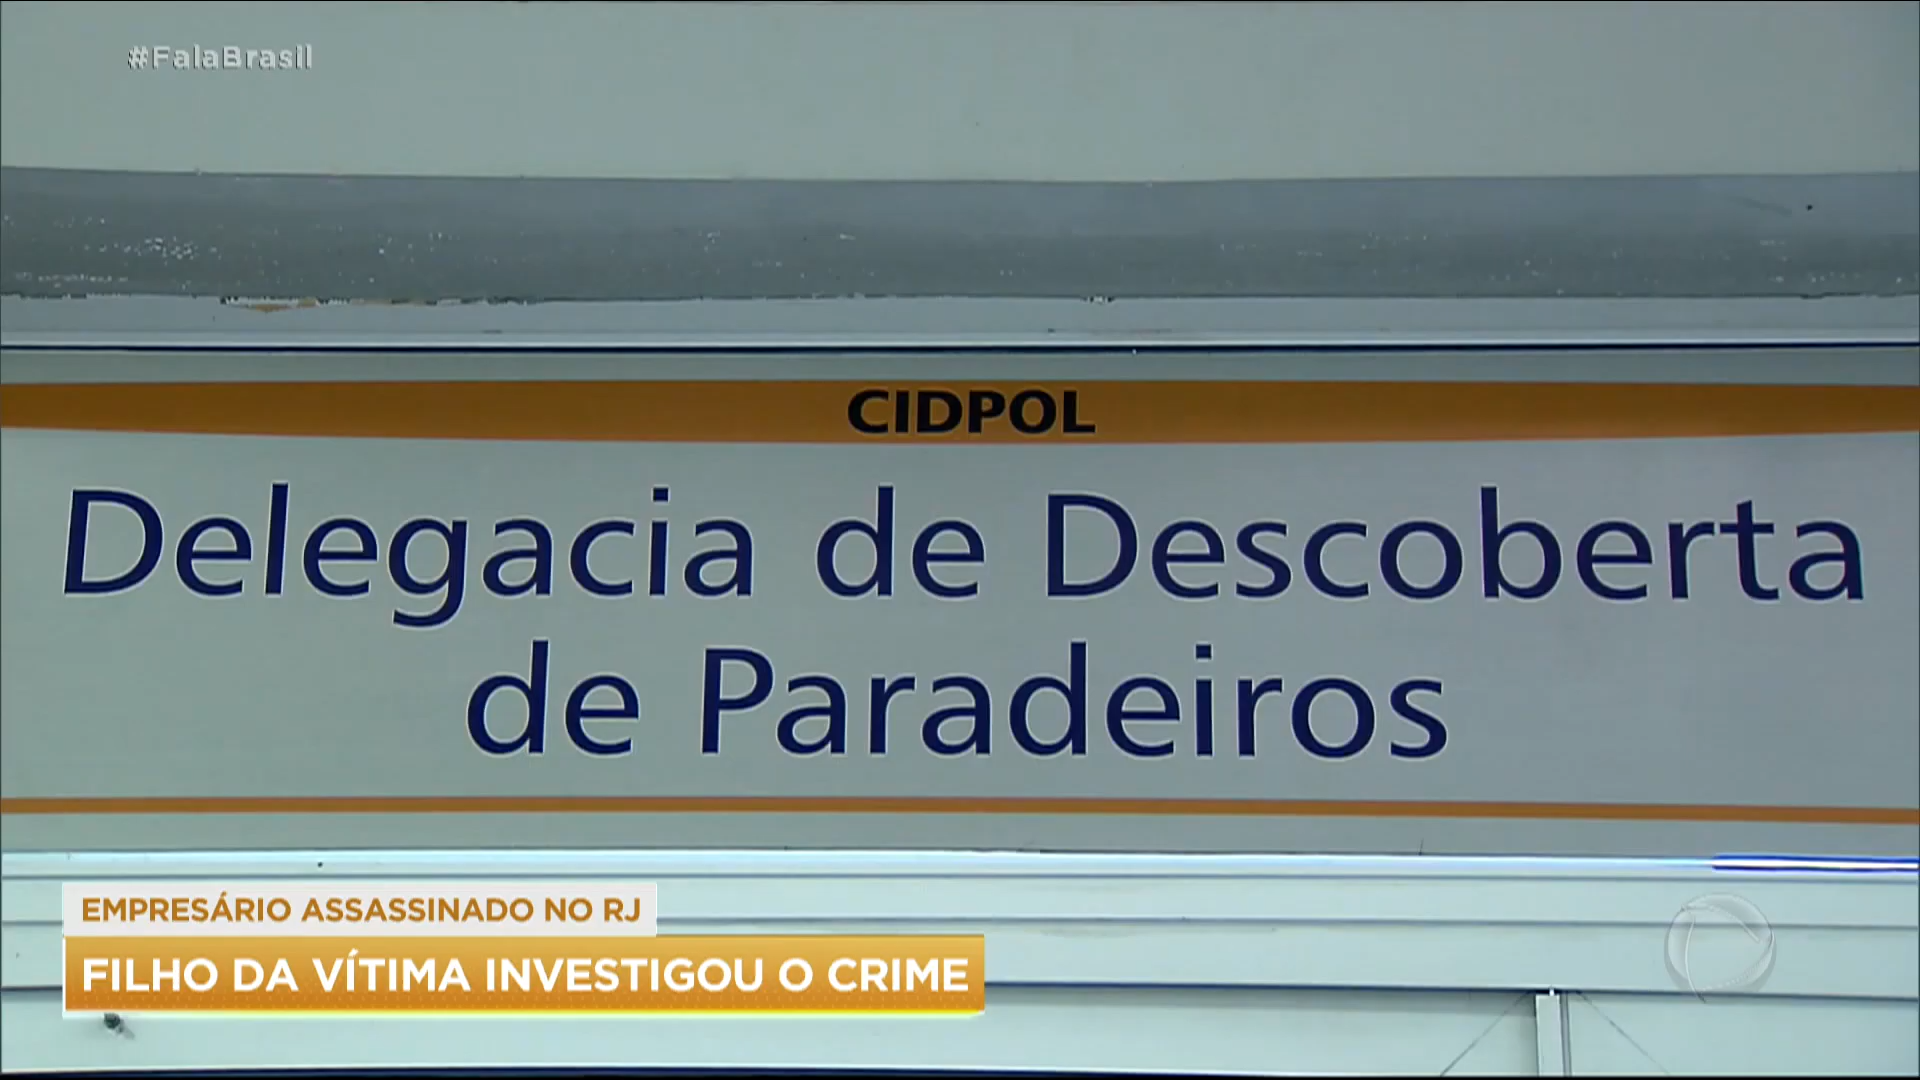 #FalaBrasil
CIDPOL
Delegacia de Descoberta
de Paradeiros
EMPRESÁRIO ASSASSINADO NO RJ
FILHO DA VÍTIMA INVESTIGOU O CRIME